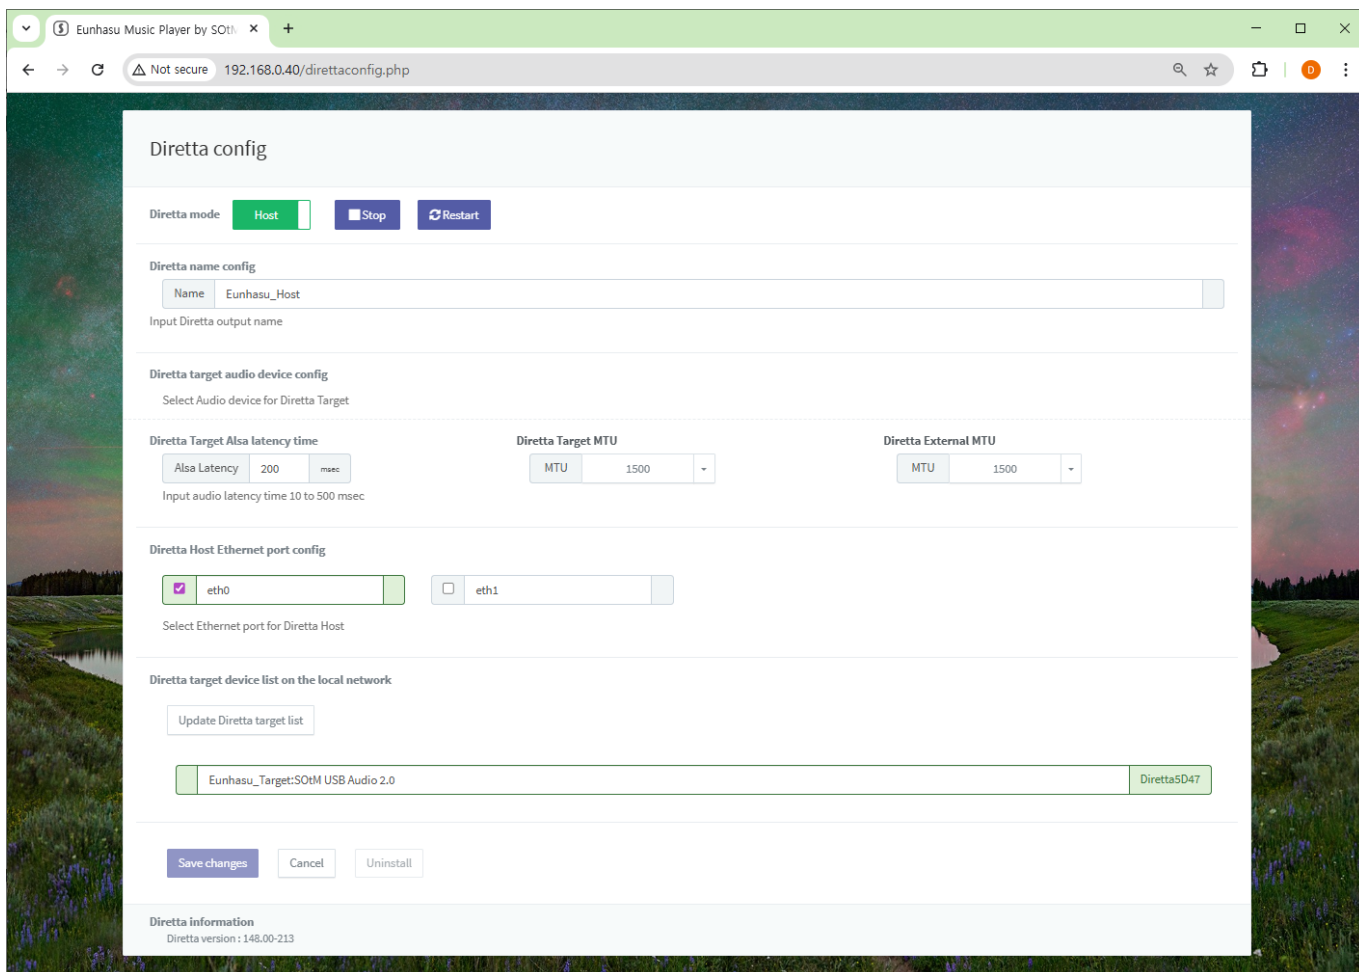 Eunhasu Music Player by SOtM
Not secure 192.168.0.40/direttaconfig.php
D
Diretta config
Diretta mode Host Stop Restart
Diretta name config
Name Eunhasu_Host
Input Diretta output name
Diretta target audio device config
Select Audio device for Diretta Target
Diretta Target Alsa latency time Diretta Target MTU Diretta External MTU
Alsa Latency 200 msec MTU 1500 MTU 1500
Input audio latency time 10 to 500 msec
Diretta Host Ethernet port config
eth0 eth1
Select Ethernet port for Diretta Host
Diretta target device list on the local network
Update Diretta target list
Eunhasu_Target:SOtM USB Audio 2.0 Diretta5D47
Save changes Cancel Uninstall
Diretta information
Diretta version : 148.00-213